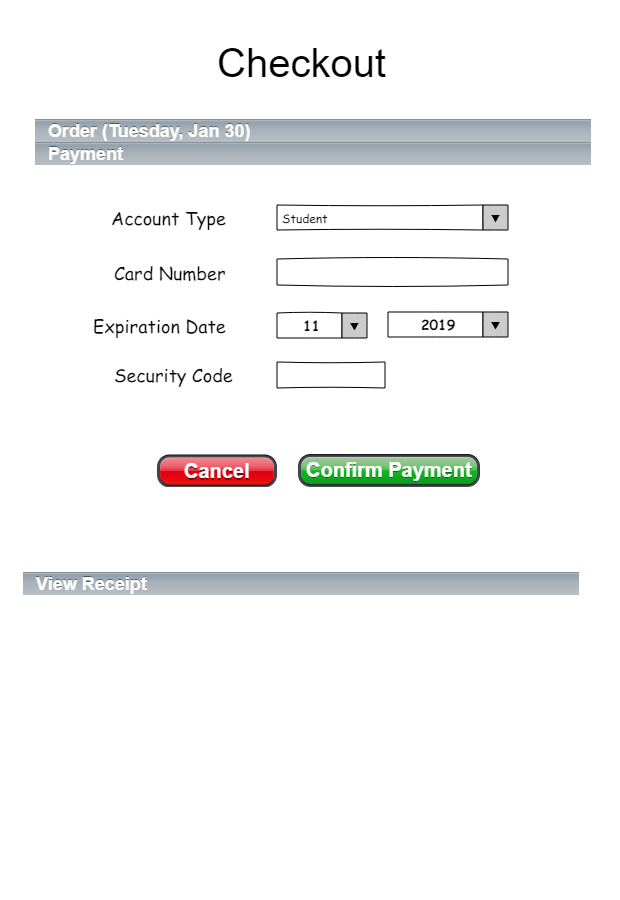 Checkout
Order (Tuesday, Jan 30)
Payment
Account Type Student
Card Number
Expiration Date 11 2019
Security Code
Cancel Confirm Payment
View Receipt